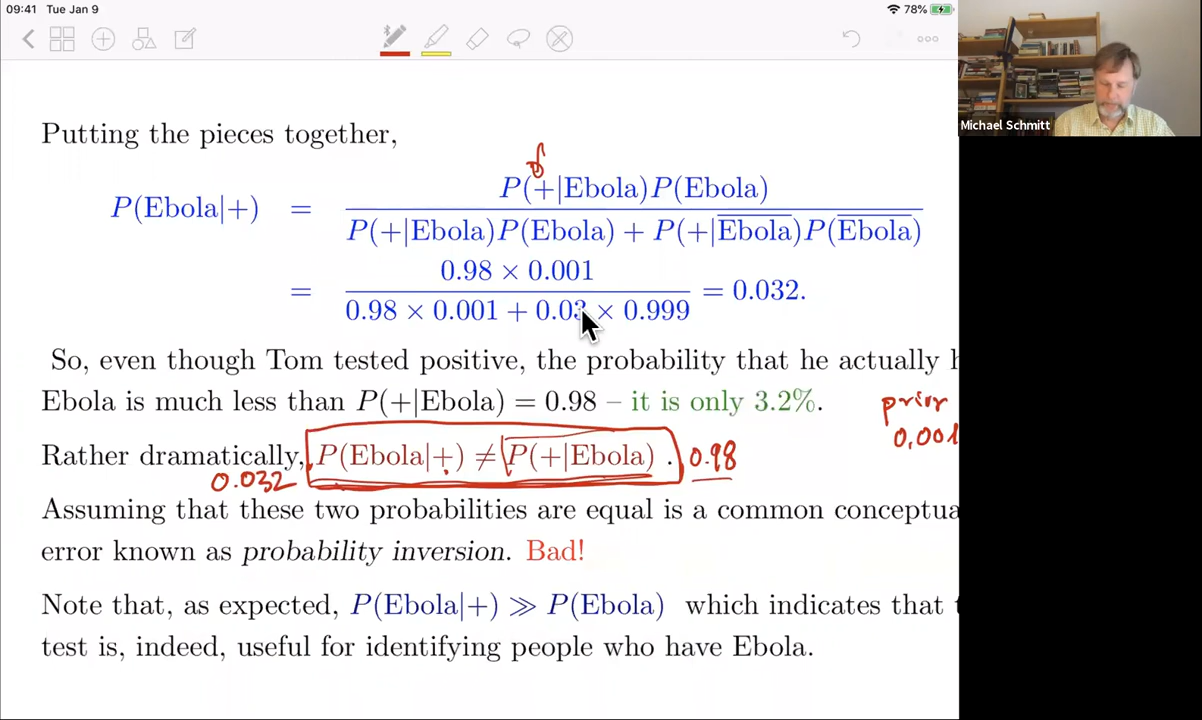 09:41 Tue Jan 9
78%
Michael Schmitt
Putting the pieces together,
P(Ebola|+) = P(+|Ebola)P(Ebola) / P(+|Ebola)P(Ebola) + P(+|E̅b̅o̅l̅a̅)P(E̅b̅o̅l̅a̅)
= 0.98 × 0.001 / 0.98 × 0.001 + 0.03 × 0.999 = 0.032.
So, even though Tom tested positive, the probability that he actually
Ebola is much less than P(+|Ebola) = 0.98 – it is only 3.2%.
prior
0,001
Rather dramatically, P(Ebola|+) ≠ P(+|Ebola) . 0.98
0.032
Assuming that these two probabilities are equal is a common conceptua
error known as probability inversion. Bad!
Note that, as expected, P(Ebola|+) ≫ P(Ebola) which indicates that
test is, indeed, useful for identifying people who have Ebola.